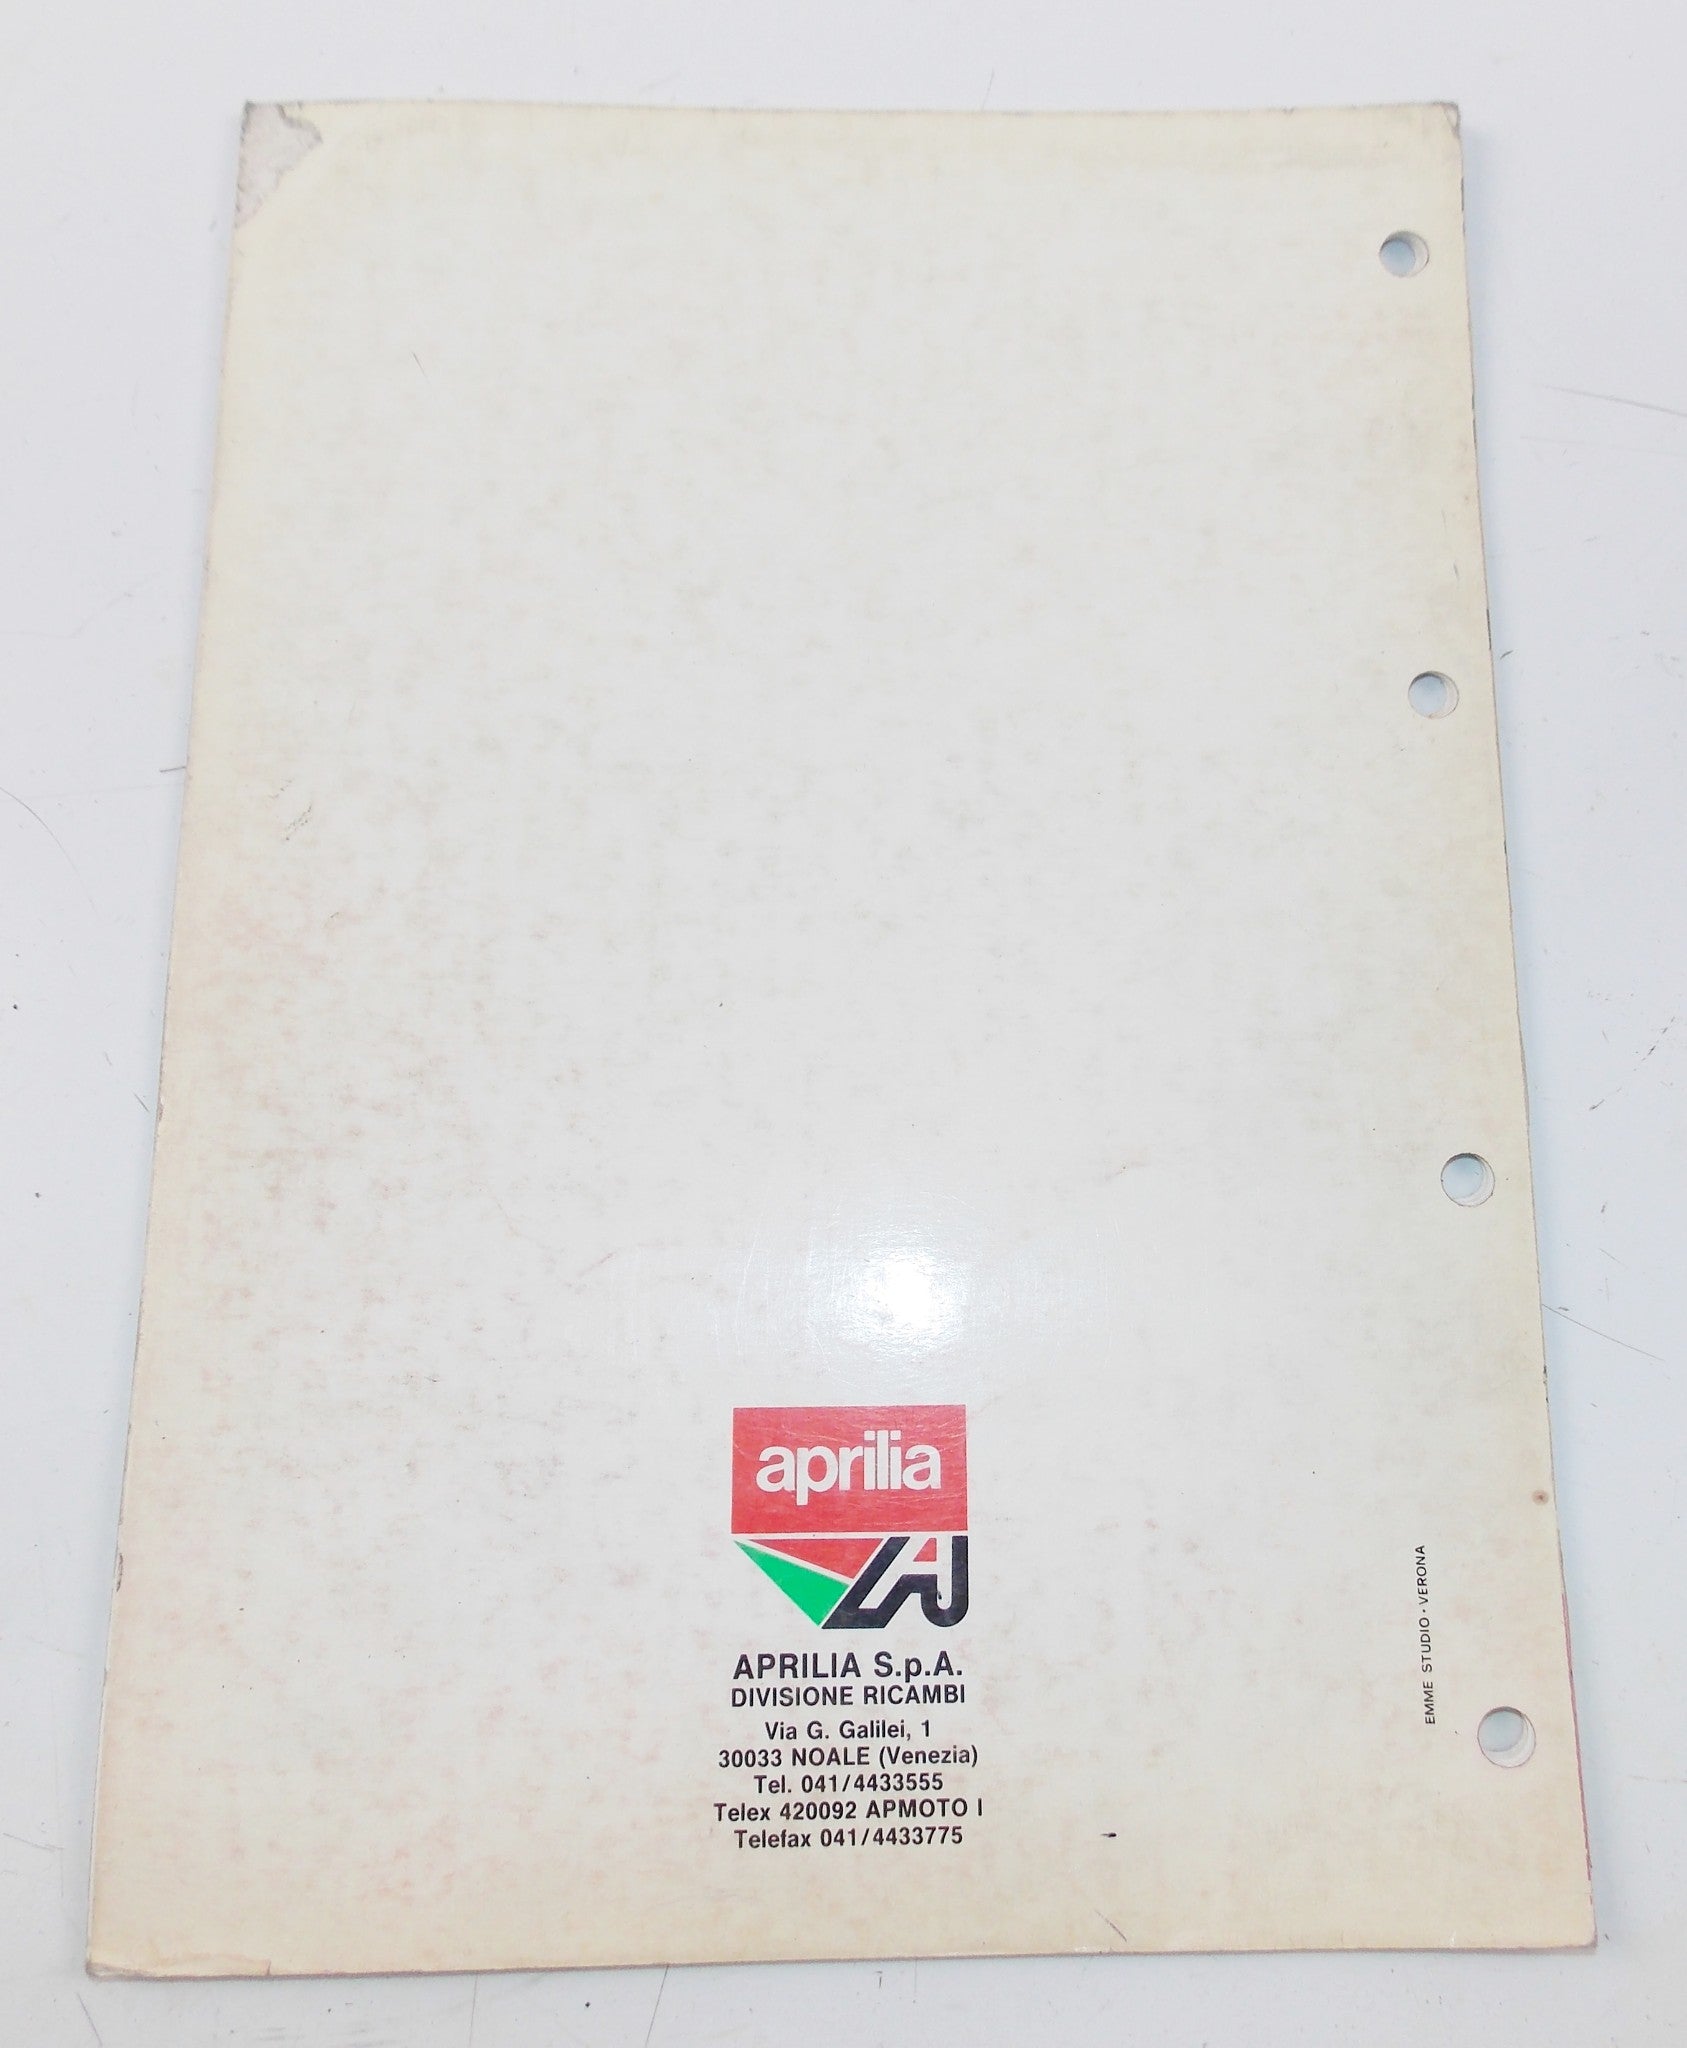 aprilia
APRILIA S.p.A.
DIVISIONE RICAMBI
Via G. Galilei, 1
30033 NOALE (Venezia)
Tel. 041/4433555
Telex 420092 APMOTO I
Telefax 041/4433775
EMME STUDIO · VERONA